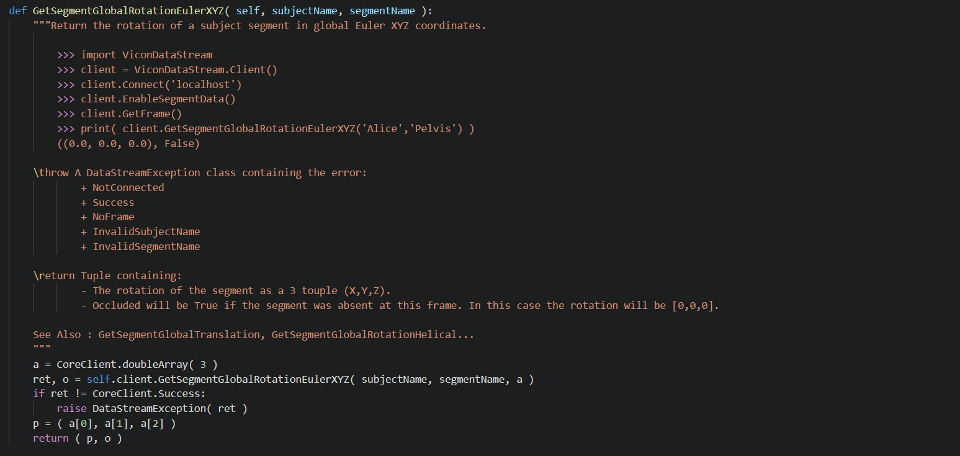 def GetSegmentGlobalRotationEulerXYZ( self, subjectName, segmentName ):
"""Return the rotation of a subject segment in global Euler XYZ coordinates.
>>> import ViconDataStream
>>> client = ViconDataStream.Client()
>>> client.Connect('localhost')
>>> client.EnableSegmentData()
>>> client.GetFrame()
>>> print( client.GetSegmentGlobalRotationEulerXYZ('Alice','Pelvis') )
((0.0, 0.0, 0.0), False)
\throw A DataStreamException class containing the error:
+ NotConnected
+ Success
+ NoFrame
+ InvalidSubjectName
+ InvalidSegmentName
\return Tuple containing:
- The rotation of the segment as a 3 touple (X,Y,Z).
- Occluded will be True if the segment was absent at this frame. In this case the rotation will be [0,0,0].
See Also : GetSegmentGlobalTranslation, GetSegmentGlobalRotationHelical...
"""
a = CoreClient.doubleArray( 3 )
ret, o = self.client.GetSegmentGlobalRotationEulerXYZ( subjectName, segmentName, a )
if ret != CoreClient.Success:
raise DataStreamException( ret )
p = ( a[0], a[1], a[2] )
return ( p, o )